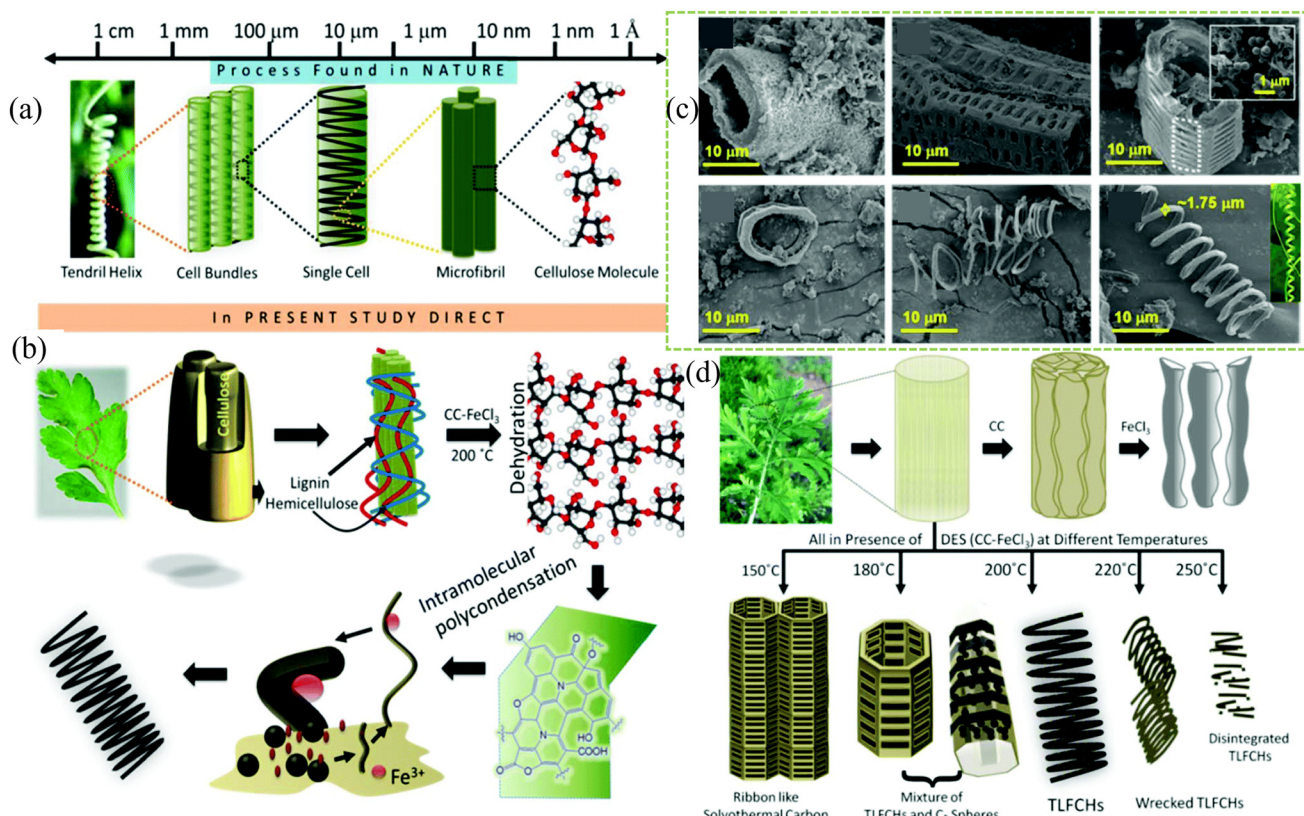 1 cm 1 mm 100 μm 10 μm 1 μm 10 nm 1 nm 1 Å
Process Found in NATURE
(a)
Tendril Helix Cell Bundles Single Cell Microfibril Cellulose Molecule
In PRESENT STUDY DIRECT
(b)
Cellulose
Lignin
Hemicellulose
CC-FeCl3
200 ˚C
Dehydration
Intramolecular
polycondensation
HO
O
O
O
N
O
HO
N
COOH
O
O
Fe3+
(c)
10 μm
10 μm
1 μm
10 μm
10 μm
10 μm
~1.75 μm
10 μm
(d)
CC
FeCl3
All in Presence of DES (CC-FeCl3) at Different Temperatures
150˚C 180˚C 200˚C 220˚C 250˚C
Disintegrated
TLFCHs
Ribbon like
Solvothermal Carbon
Mixture of
TLFCHs and C- Spheres
TLFCHs
Wrecked TLFCHs